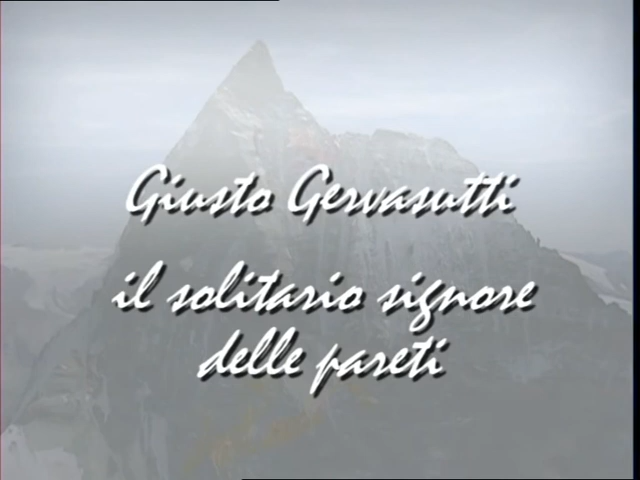 Giusto Gervasutti
il solitario signore
delle pareti